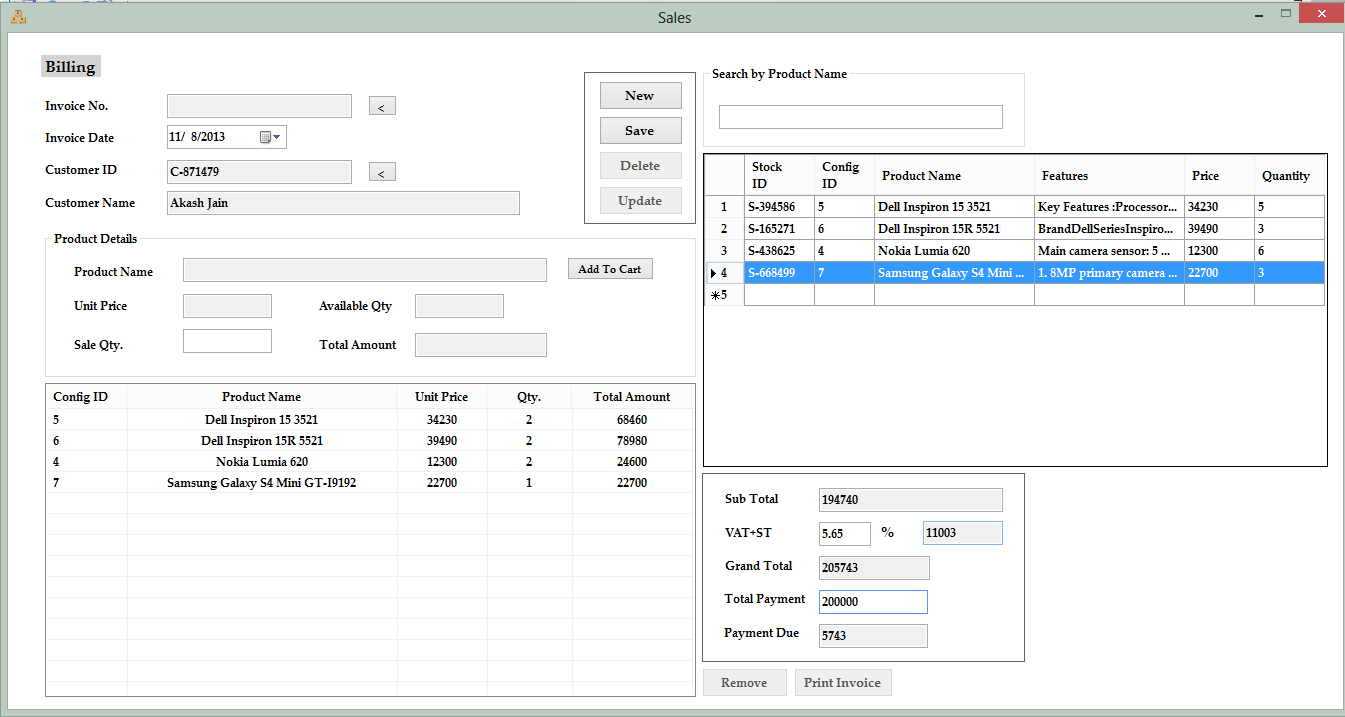 Sales
Billing
Invoice No.
<
Invoice Date
11/ 8/2013
Customer ID
C-871479
<
Customer Name
Akash Jain
New
Save
Delete
Update
Product Details
Product Name
Add To Cart
Unit Price
Available Qty
Sale Qty.
Total Amount
Config ID Product Name Unit Price Qty. Total Amount
5 Dell Inspiron 15 3521 34230 2 68460
6 Dell Inspiron 15R 5521 39490 2 78980
4 Nokia Lumia 620 12300 2 24600
7 Samsung Galaxy S4 Mini GT-I9192 22700 1 22700
Search by Product Name
Stock ID Config ID Product Name Features Price Quantity
1 S-394586 5 Dell Inspiron 15 3521 Key Features :Processor... 34230 5
2 S-165271 6 Dell Inspiron 15R 5521 BrandDellSeriesInspiro... 39490 3
3 S-438625 4 Nokia Lumia 620 Main camera sensor: 5 ... 12300 6
4 S-668499 7 Samsung Galaxy S4 Mini ... 1. 8MP primary camera ... 22700 3
*5
Sub Total 194740
VAT+ST 5.65 % 11003
Grand Total 205743
Total Payment 200000
Payment Due 5743
Remove
Print Invoice